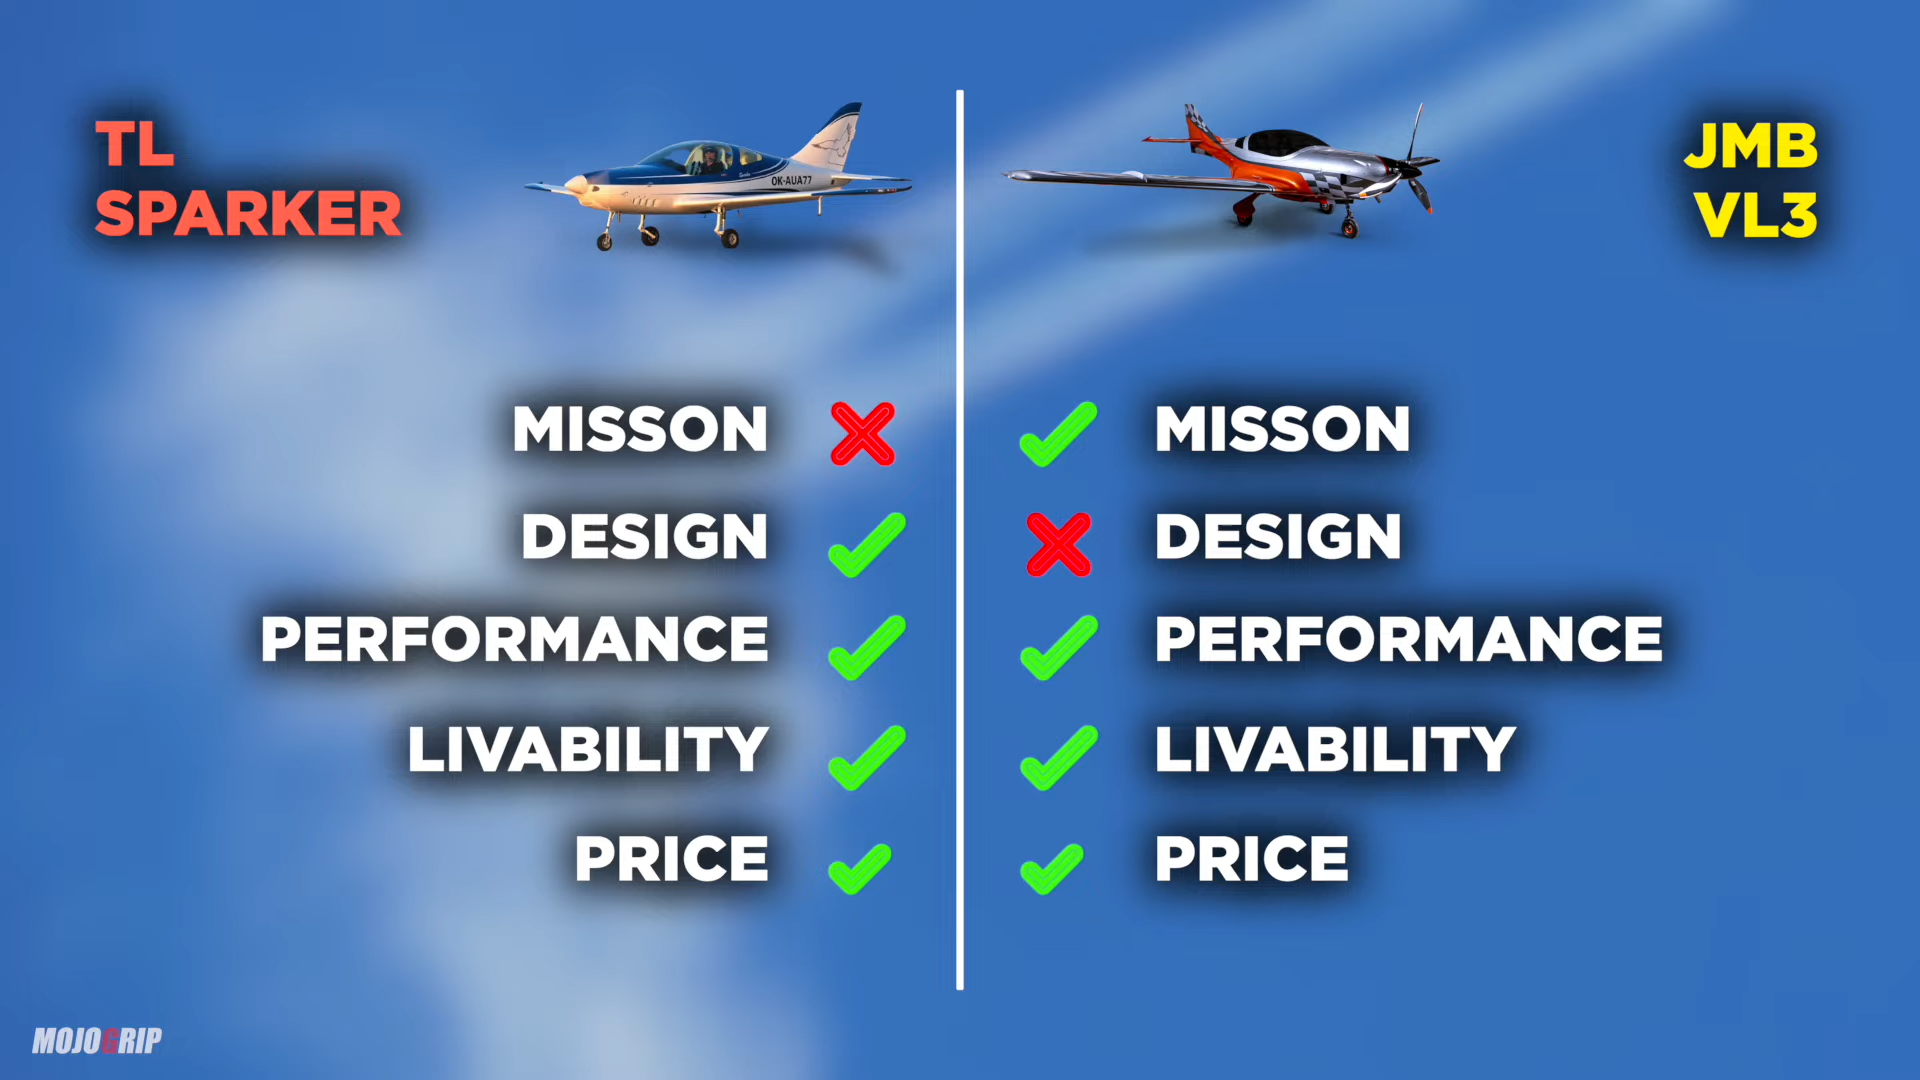 TL
SPARKER
OK-AUA77
JMB
VL3
MISSON
MISSON
DESIGN
DESIGN
PERFORMANCE
PERFORMANCE
LIVABILITY
LIVABILITY
PRICE
PRICE
MOJOGRIP